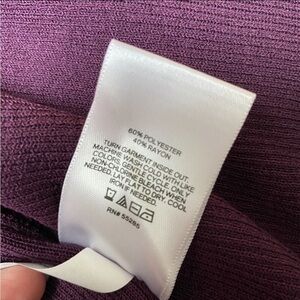 60% POLYESTER
40% RAYON
TURN GARMENT INSIDE OUT.
MACHINE WASH COLD WITH LIKE
COLORS, GENTLE CYCLE. ONLY
NON-CHLORINE BLEACH WHEN
NEEDED. LAY FLAT TO DRY. COOL
IRON IF NEEDED.
RN# 55285